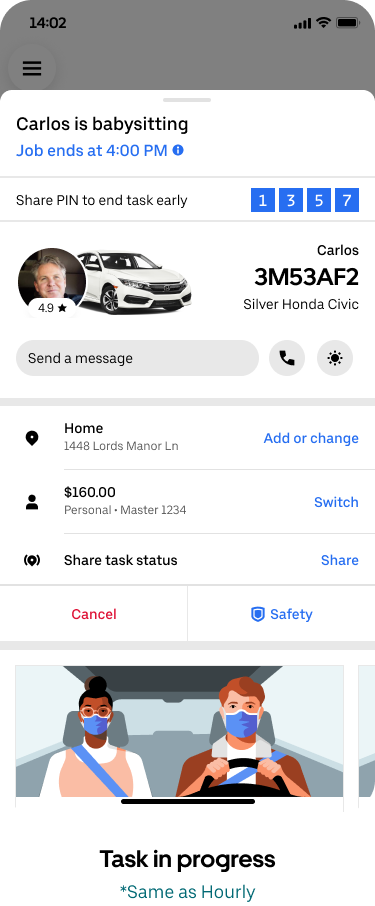 14:02
Carlos is babysitting
Job ends at 4:00 PM
Share PIN to end task early
1 3 5 7
Carlos
3M53AF2
Silver Honda Civic
4.9 ★
Send a message
Home
1448 Lords Manor Ln
Add or change
$160.00
Personal • Master 1234
Switch
Share task status
Share
Cancel
Safety
Task in progress
*Same as Hourly